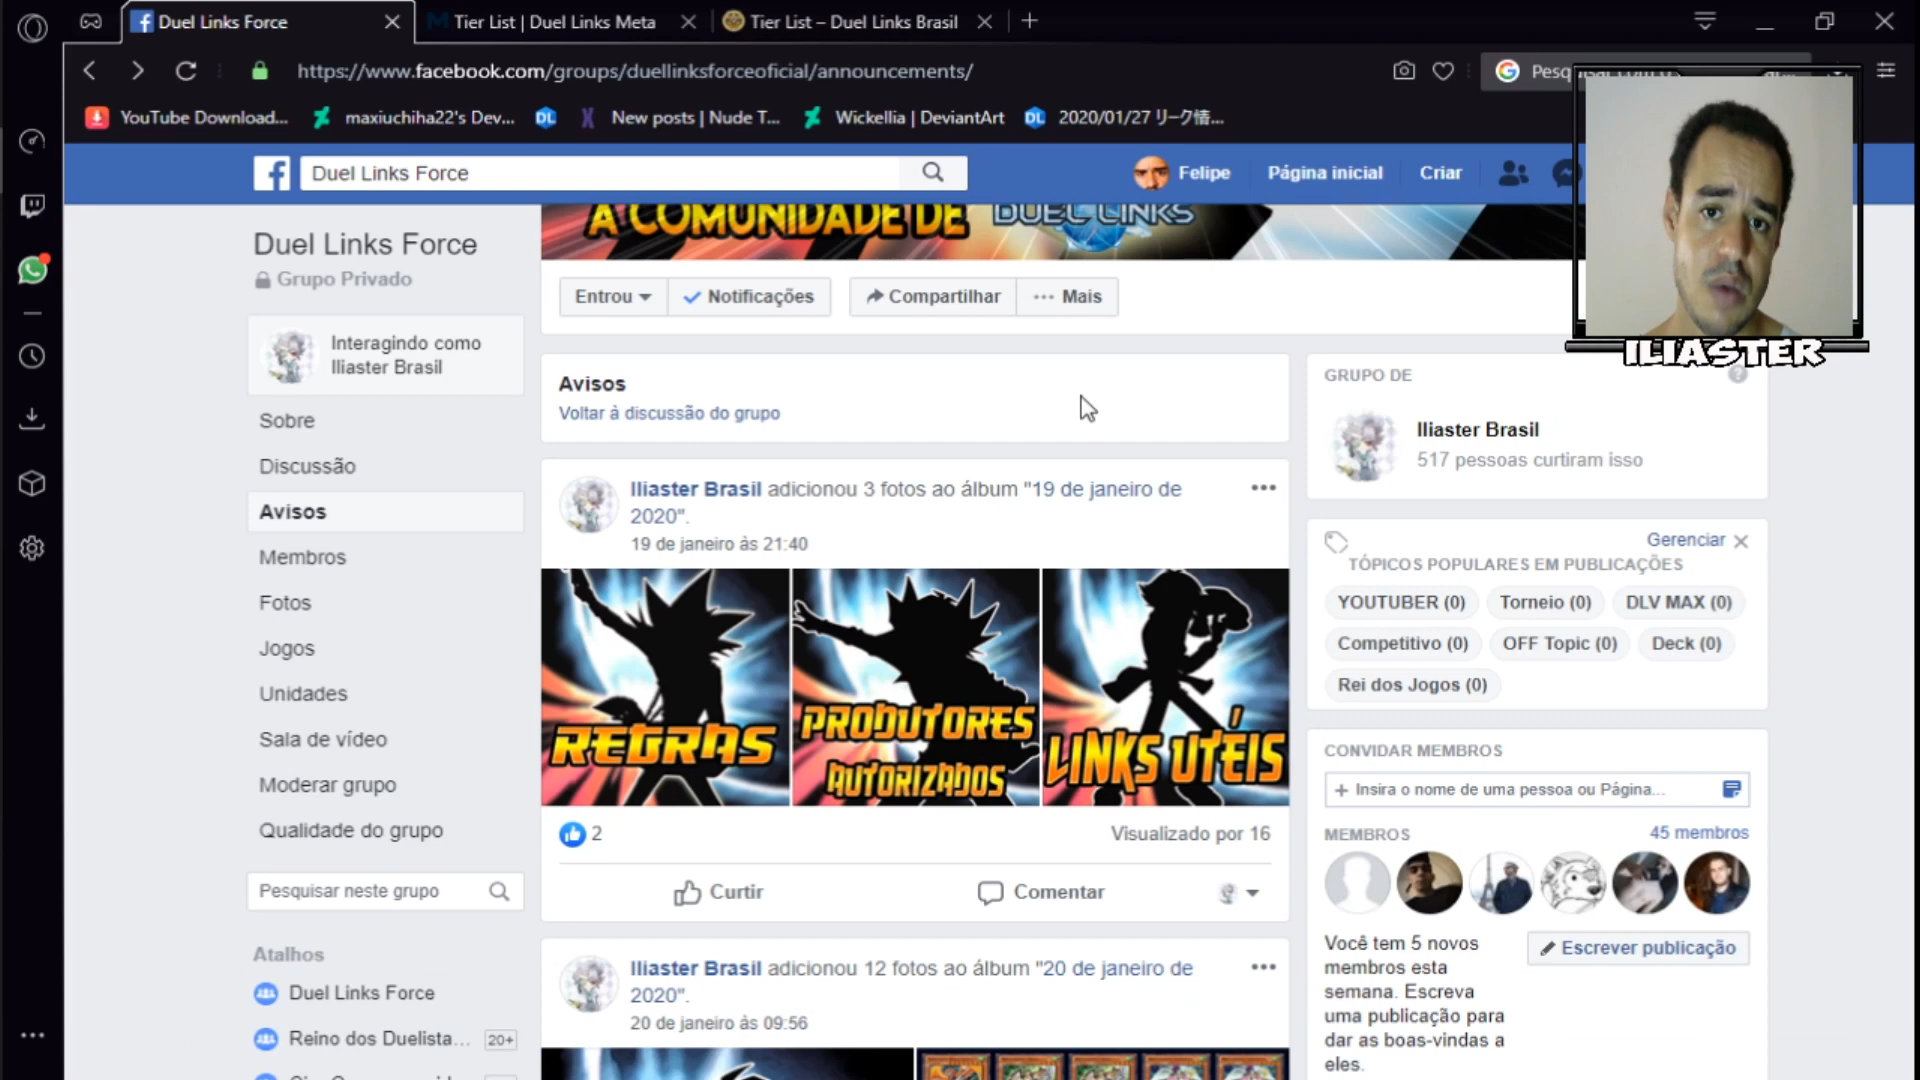 Duel Links Force
Tier List | Duel Links Meta
Tier List – Duel Links Brasil
https://www.facebook.com/groups/duellinksforceoficial/announcements/
YouTube Download...
maxiuchiha22's Dev...
New posts | Nude T...
Wickellia | DeviantArt
2020/01/27 リーク情...
Duel Links Force
Felipe
Página inicial
Criar
ILIASTER
A COMUNIDADE DE DUEL LINKS
Duel Links Force
Grupo Privado
Interagindo como
Iliaster Brasil
Sobre
Discussão
Avisos
Membros
Fotos
Jogos
Unidades
Sala de vídeo
Moderar grupo
Qualidade do grupo
Pesquisar neste grupo
Atalhos
Duel Links Force
Reino dos Duelista... 20+
Entrou
Notificações
Compartilhar
Mais
Avisos
Voltar à discussão do grupo
Iliaster Brasil adicionou 3 fotos ao álbum "19 de janeiro de
2020".
19 de janeiro às 21:40
REGRAS
PRODUTORES
AUTORIZADOS
LINKS UTÉIS
2
Visualizado por 16
Curtir
Comentar
Iliaster Brasil adicionou 12 fotos ao álbum "20 de janeiro de
2020".
20 de janeiro às 09:56
GRUPO DE
Iliaster Brasil
517 pessoas curtiram isso
Gerenciar
TÓPICOS POPULARES EM PUBLICAÇÕES
YOUTUBER (0)
Torneio (0)
DLV MAX (0)
Competitivo (0)
OFF Topic (0)
Deck (0)
Rei dos Jogos (0)
CONVIDAR MEMBROS
+ Insira o nome de uma pessoa ou Página...
MEMBROS
45 membros
Você tem 5 novos
membros esta
semana. Escreva
uma publicação para
dar as boas-vindas a
eles.
Escrever publicação